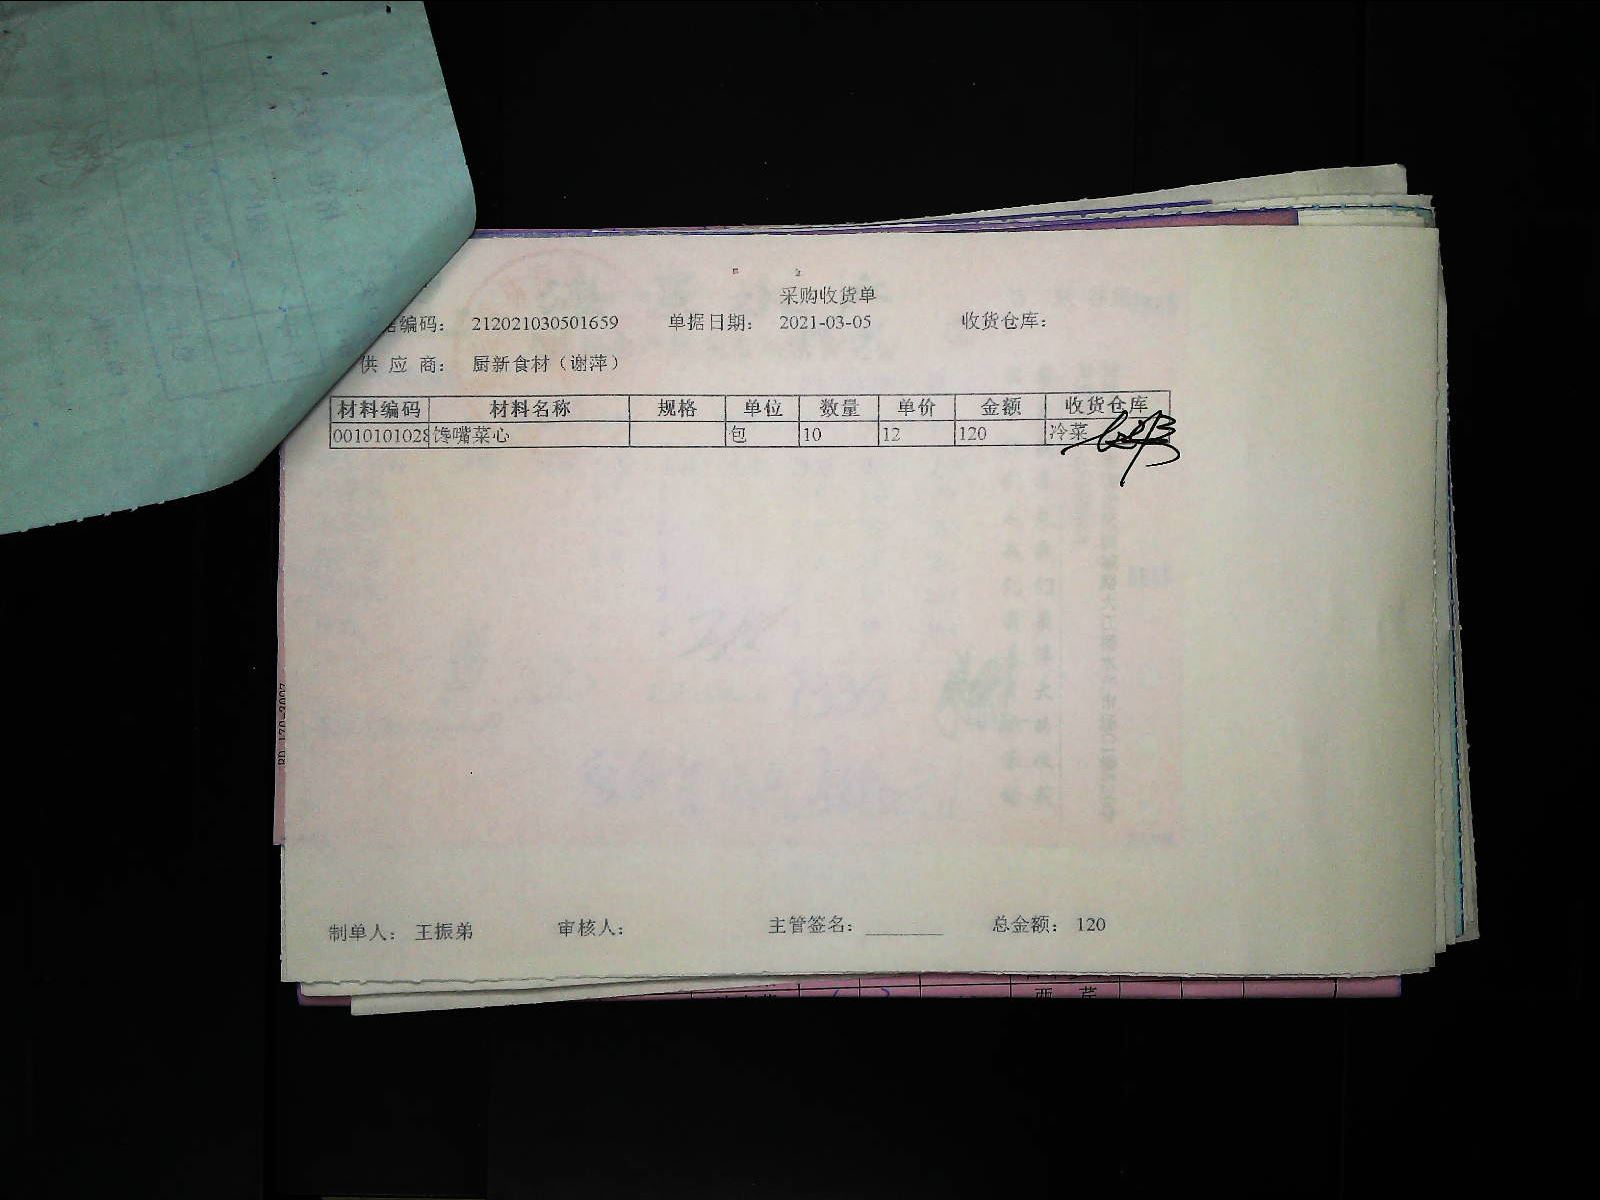 采购收货单
据编码： 212021030501659 单据日期： 2021-03-05 收货仓库：
供 应 商： 厨新食材（谢萍）
材料编码 材料名称 规格 单位 数量 单价 金额 收货仓库
0010101028 馋嘴菜心 包 10 12 120 冷菜
制单人： 王振弟 审核人： 主管签名： ________ 总金额： 120
西 芹